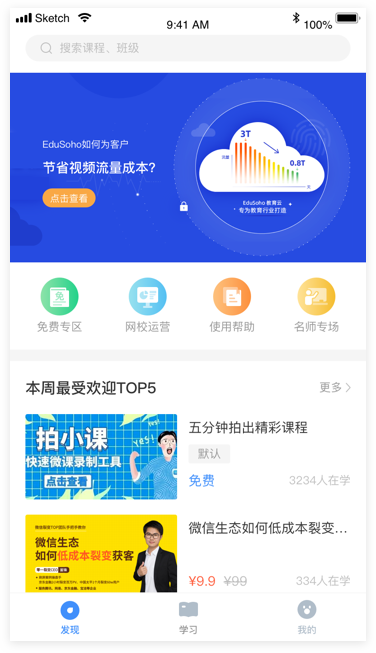 Sketch
9:41 AM
100%
搜索课程、班级
EduSoho如何为客户
节省视频流量成本?
点击查看
3T
0.8T
EduSoho 教育云
专为教育行业打造
免费专区
网校运营
使用帮助
名师专场
本周最受欢迎TOP5
更多
拍小课
快速微课录制工具
点击查看
Yes!
五分钟拍出精彩课程
默认
免费
3234人在学
微信生态
如何低成本裂变获客
微信生态如何低成本裂变...
¥9.9
¥99
334人在学
发现
学习
我的